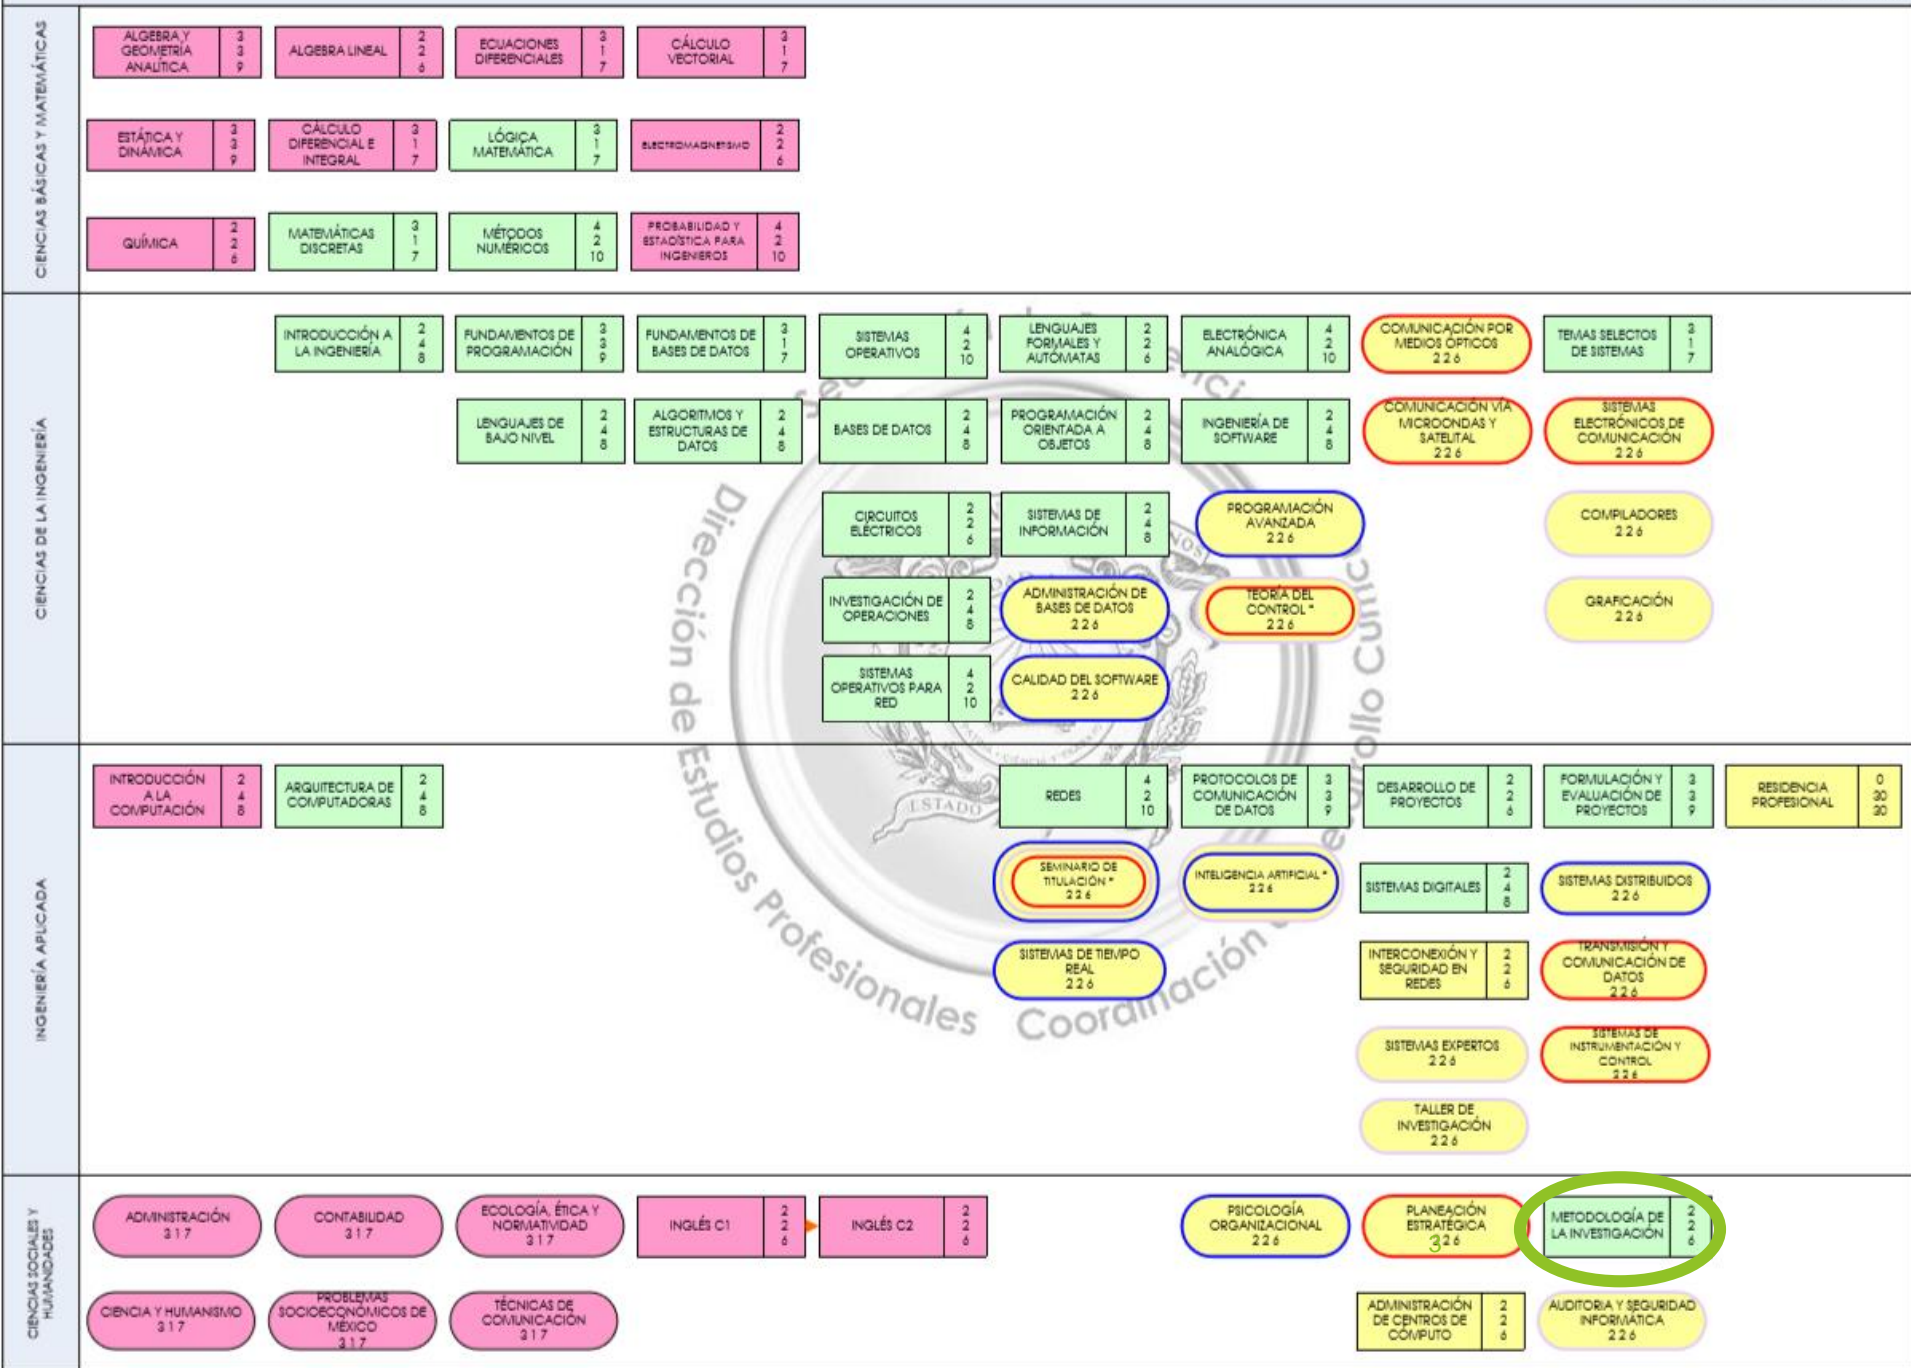 CIENCIAS BÁSICAS Y MATEMÁTICAS
ALGEBRA Y
GEOMETRÍA
ANALÍTICA
3
3
9
ALGEBRA LINEAL
2
2
6
ECUACIONES
DIFERENCIALES
3
1
7
CÁLCULO
VECTORIAL
3
1
7
ESTÁTICA Y
DINÁMICA
3
3
9
CÁLCULO
DIFERENCIAL E
INTEGRAL
3
1
7
LÓGICA
MATEMÁTICA
3
1
7
ELECTROMAGNETISMO
2
2
6
QUÍMICA
2
2
6
MATEMÁTICAS
DISCRETAS
3
1
7
MÉTODOS
NUMÉRICOS
4
2
10
PROBABILIDAD Y
ESTADÍSTICA PARA
INGENIEROS
4
2
10
CIENCIAS DE LA INGENIERÍA
INTRODUCCIÓN A
LA INGENIERÍA
2
4
8
FUNDAMENTOS DE
PROGRAMACIÓN
3
3
9
FUNDAMENTOS DE
BASES DE DATOS
3
1
7
SISTEMAS
OPERATIVOS
4
2
10
LENGUAJES
FORMALES Y
AUTÓMATAS
2
2
6
ELECTRÓNICA
ANALÓGICA
4
2
10
COMUNICACIÓN POR
MEDIOS ÓPTICOS
2 2 6
TEMAS SELECTOS
DE SISTEMAS
3
1
7
LENGUAJES DE
BAJO NIVEL
2
4
8
ALGORITMOS Y
ESTRUCTURAS DE
DATOS
2
4
8
BASES DE DATOS
2
4
8
PROGRAMACIÓN
ORIENTADA A
OBJETOS
2
4
8
INGENIERÍA DE
SOFTWARE
2
4
8
COMUNICACIÓN VÍA
MICROONDAS Y
SATELITAL
2 2 6
SISTEMAS
ELECTRÓNICOS DE
COMUNICACIÓN
2 2 6
CIRCUITOS
ELÉCTRICOS
2
2
6
SISTEMAS DE
INFORMACIÓN
2
4
8
PROGRAMACIÓN
AVANZADA
2 2 6
COMPILADORES
2 2 6
INVESTIGACIÓN DE
OPERACIONES
2
4
8
ADMINISTRACIÓN DE
BASES DE DATOS
2 2 6
TEORÍA DEL
CONTROL *
2 2 6
GRAFICACIÓN
2 2 6
SISTEMAS
OPERATIVOS PARA
RED
4
2
10
CALIDAD DEL SOFTWARE
2 2 6
Dirección de Estudios Profesionales Coordinación
ESTADO
INGENIERÍA APLICADA
INTRODUCCIÓN
A LA
COMPUTACIÓN
2
4
8
ARQUITECTURA DE
COMPUTADORAS
2
4
8
REDES
4
2
10
PROTOCOLOS DE
COMUNICACIÓN
DE DATOS
3
3
9
DESARROLLO DE
PROYECTOS
2
2
6
FORMULACIÓN Y
EVALUACIÓN DE
PROYECTOS
3
3
9
RESIDENCIA
PROFESIONAL
0
30
30
SEMINARIO DE
TITULACIÓN *
2 2 6
INTELIGENCIA ARTIFICIAL *
2 2 6
SISTEMAS DIGITALES
2
4
8
SISTEMAS DISTRIBUIDOS
2 2 6
SISTEMAS DE TIEMPO
REAL
2 2 6
INTERCONEXIÓN Y
SEGURIDAD EN
REDES
2
2
6
TRANSMISIÓN Y
COMUNICACIÓN DE
DATOS
2 2 6
SISTEMAS EXPERTOS
2 2 6
SISTEMAS DE
INSTRUMENTACIÓN Y
CONTROL
2 2 6
TALLER DE
INVESTIGACIÓN
2 2 6
CIENCIAS SOCIALES Y
HUMANIDADES
ADMINISTRACIÓN
3 1 7
CONTABILIDAD
3 1 7
ECOLOGÍA, ÉTICA Y
NORMATIVIDAD
3 1 7
INGLÉS C1
2
2
6
INGLÉS C2
2
2
6
PSICOLOGÍA
ORGANIZACIONAL
2 2 6
PLANEACIÓN
ESTRATÉGICA
3 2 6
METODOLOGÍA DE
LA INVESTIGACIÓN
2
2
6
CIENCIA Y HUMANISMO
3 1 7
PROBLEMAS
SOCIOECONÓMICOS DE
MÉXICO
3 1 7
TÉCNICAS DE
COMUNICACIÓN
3 1 7
ADMINISTRACIÓN
DE CENTROS DE
CÓMPUTO
2
2
6
AUDITORIA Y SEGURIDAD
INFORMÁTICA
2 2 6